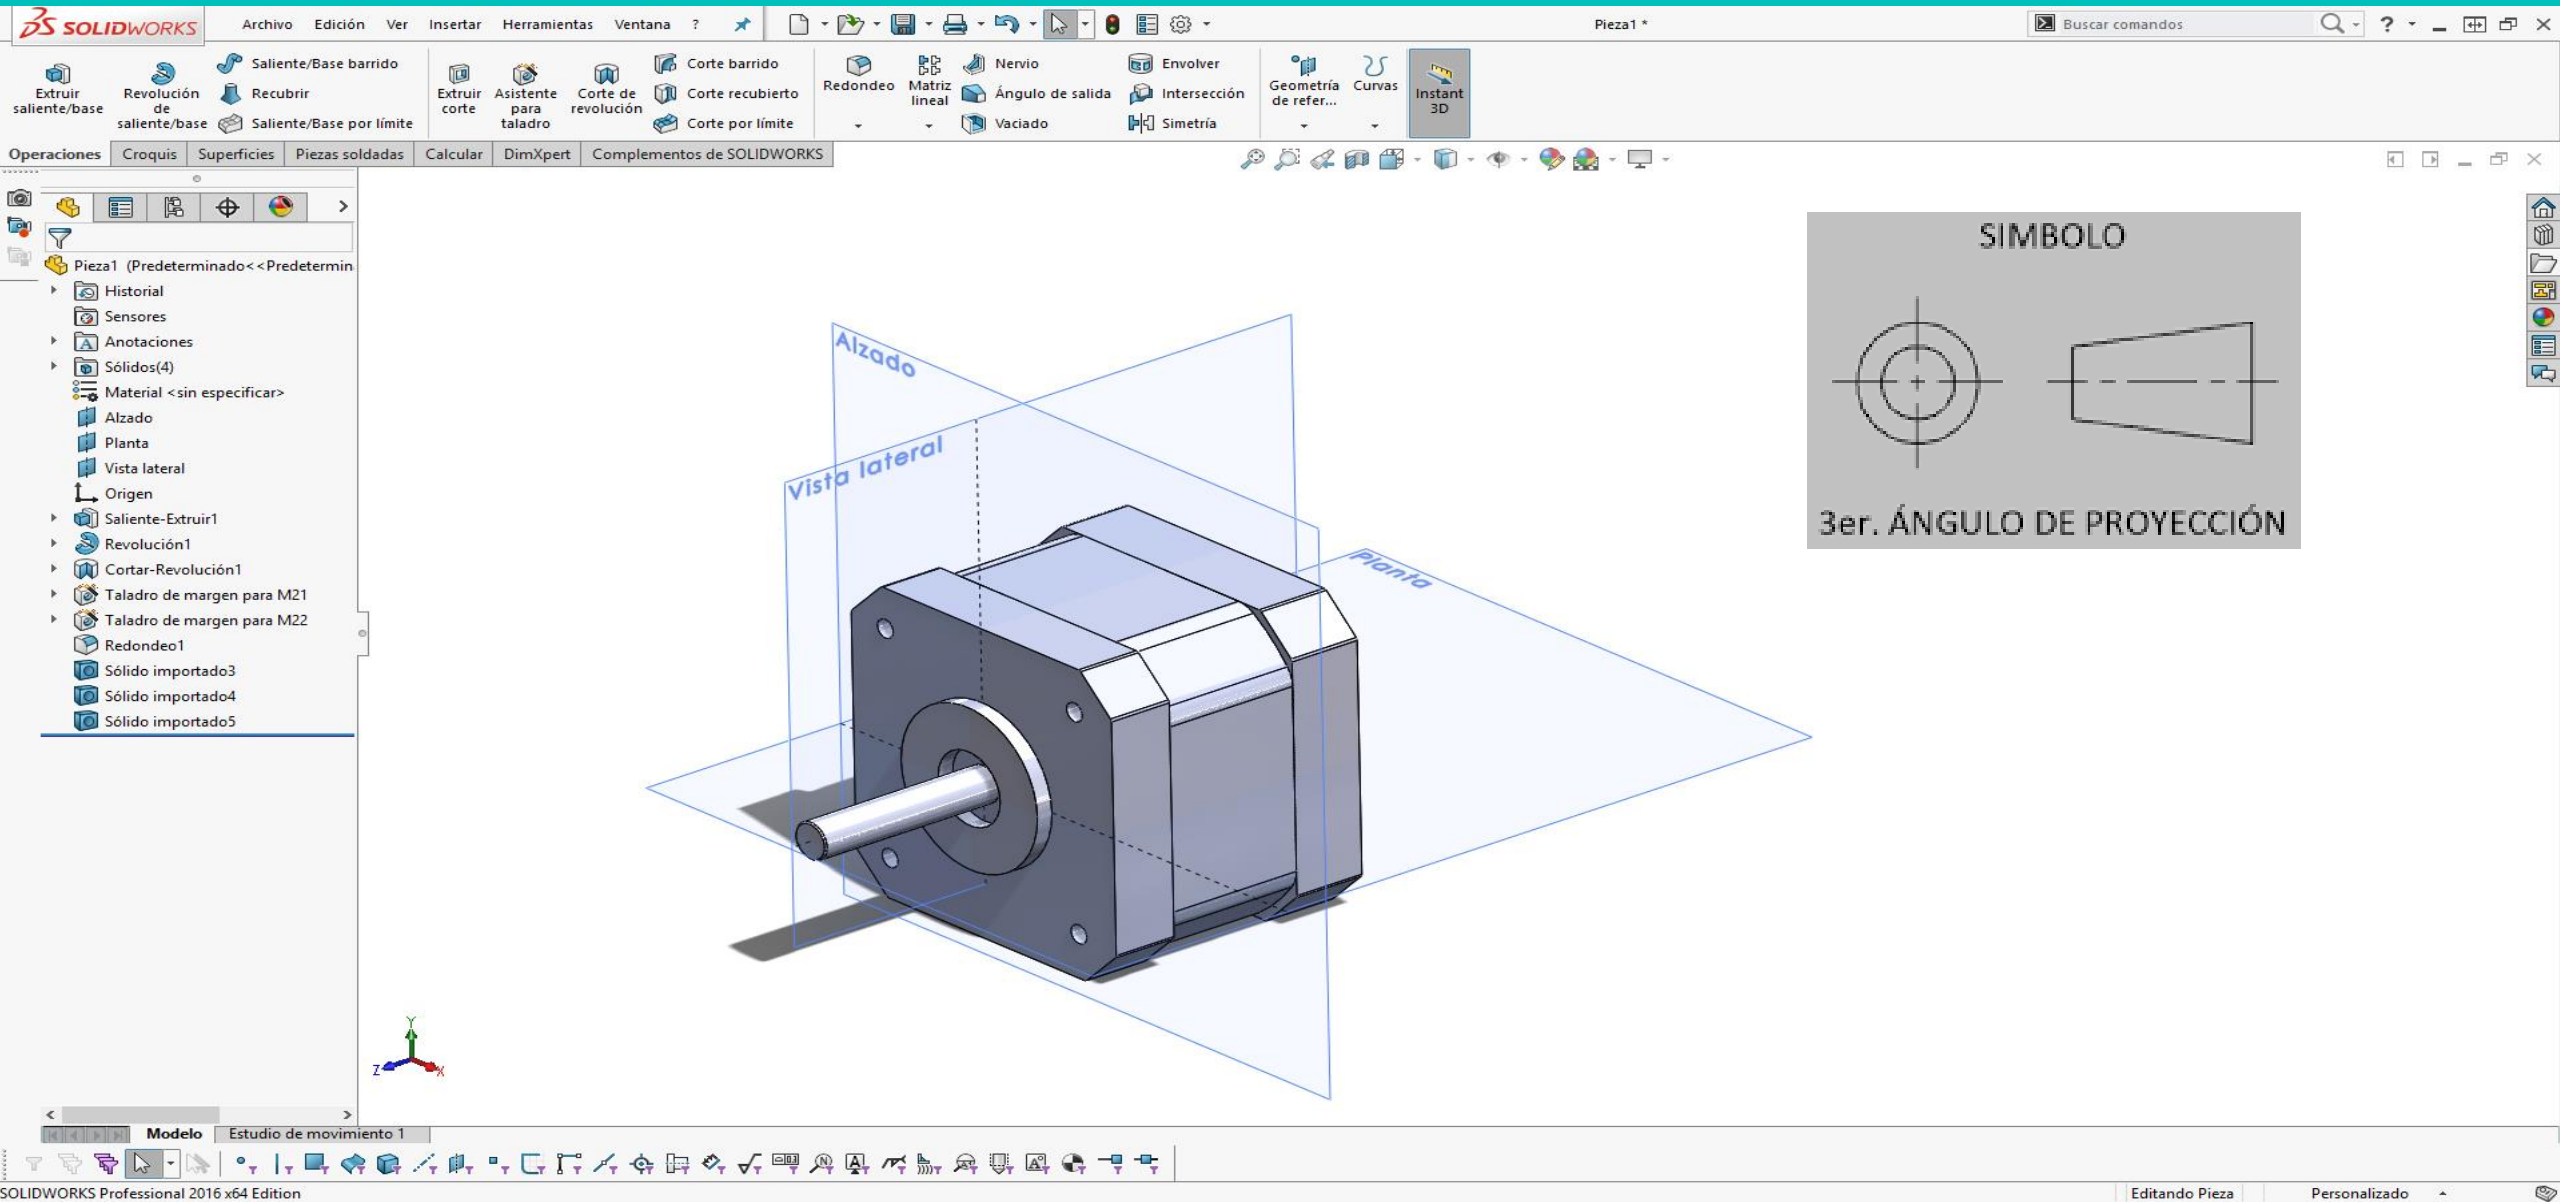 SOLIDWORKS
Archivo Edición Ver Insertar Herramientas Ventana ?
Pieza1 *
Buscar comandos
?
Extruir saliente/base
Revolución de saliente/base
Saliente/Base barrido
Recubrir
Saliente/Base por límite
Extruir corte
Asistente para taladro
Corte de revolución
Corte barrido
Corte recubierto
Corte por límite
Redondeo
Matriz lineal
Nervio
Ángulo de salida
Vaciado
Envolver
Intersección
Simetría
Geometría de refer...
Curvas
Instant 3D
Operaciones Croquis Superficies Piezas soldadas Calcular DimXpert Complementos de SOLIDWORKS
Pieza1 (Predeterminado<<Predetermin
Historial
Sensores
Anotaciones
Sólidos(4)
Material <sin especificar>
Alzado
Planta
Vista lateral
Origen
Saliente-Extruir1
Revolución1
Cortar-Revolución1
Taladro de margen para M21
Taladro de margen para M22
Redondeo1
Sólido importado3
Sólido importado4
Sólido importado5
Alzado
Vista lateral
Planta
SIMBOLO
3er. ÁNGULO DE PROYECCIÓN
Y
Z
X
Modelo Estudio de movimiento 1
SOLIDWORKS Professional 2016 x64 Edition
Editando Pieza
Personalizado